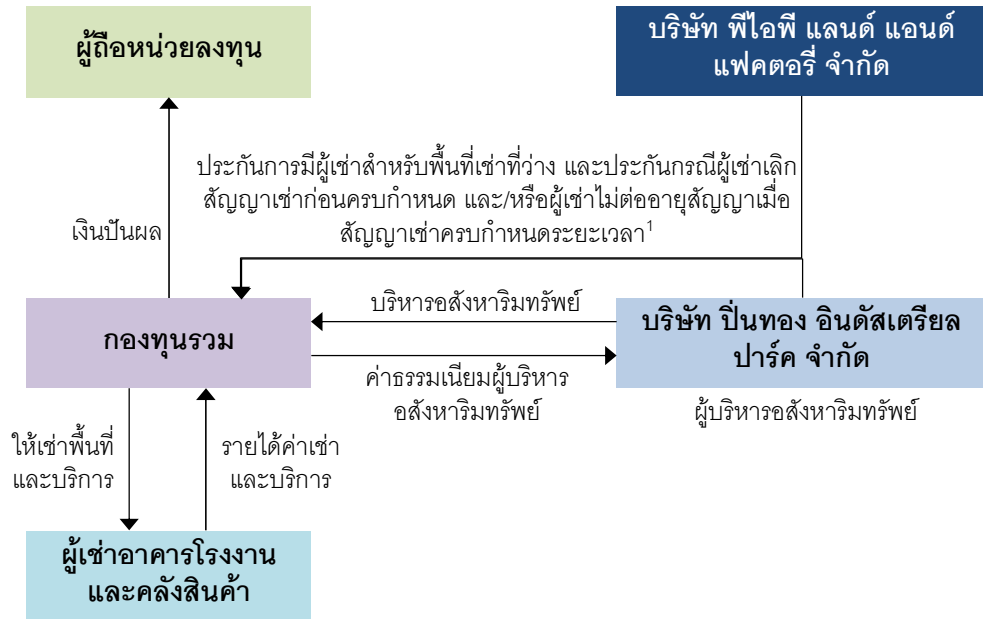 ผู้ถือหน่วยลงทุน
บริษัท พีไอพี แลนด์ แอนด์
แฟคตอรี่ จำกัด
ประกันการมีผู้เช่าสำหรับพื้นที่เช่าที่ว่าง และประกันกรณีผู้เช่าเลิก
สัญญาเช่าก่อนครบกำหนด และ/หรือผู้เช่าไม่ต่ออายุสัญญาเมื่อ
สัญญาเช่าครบกำหนดระยะเวลา1
เงินปันผล
บริหารอสังหาริมทรัพย์
กองทุนรวม
บริษัท ปิ่นทอง อินดัสเตรียล
ปาร์ค จำกัด
ค่าธรรมเนียมผู้บริหาร
อสังหาริมทรัพย์
ผู้บริหารอสังหาริมทรัพย์
ให้เช่าพื้นที่
และบริการ
รายได้ค่าเช่า
และบริการ
ผู้เช่าอาคารโรงงาน
และคลังสินค้า